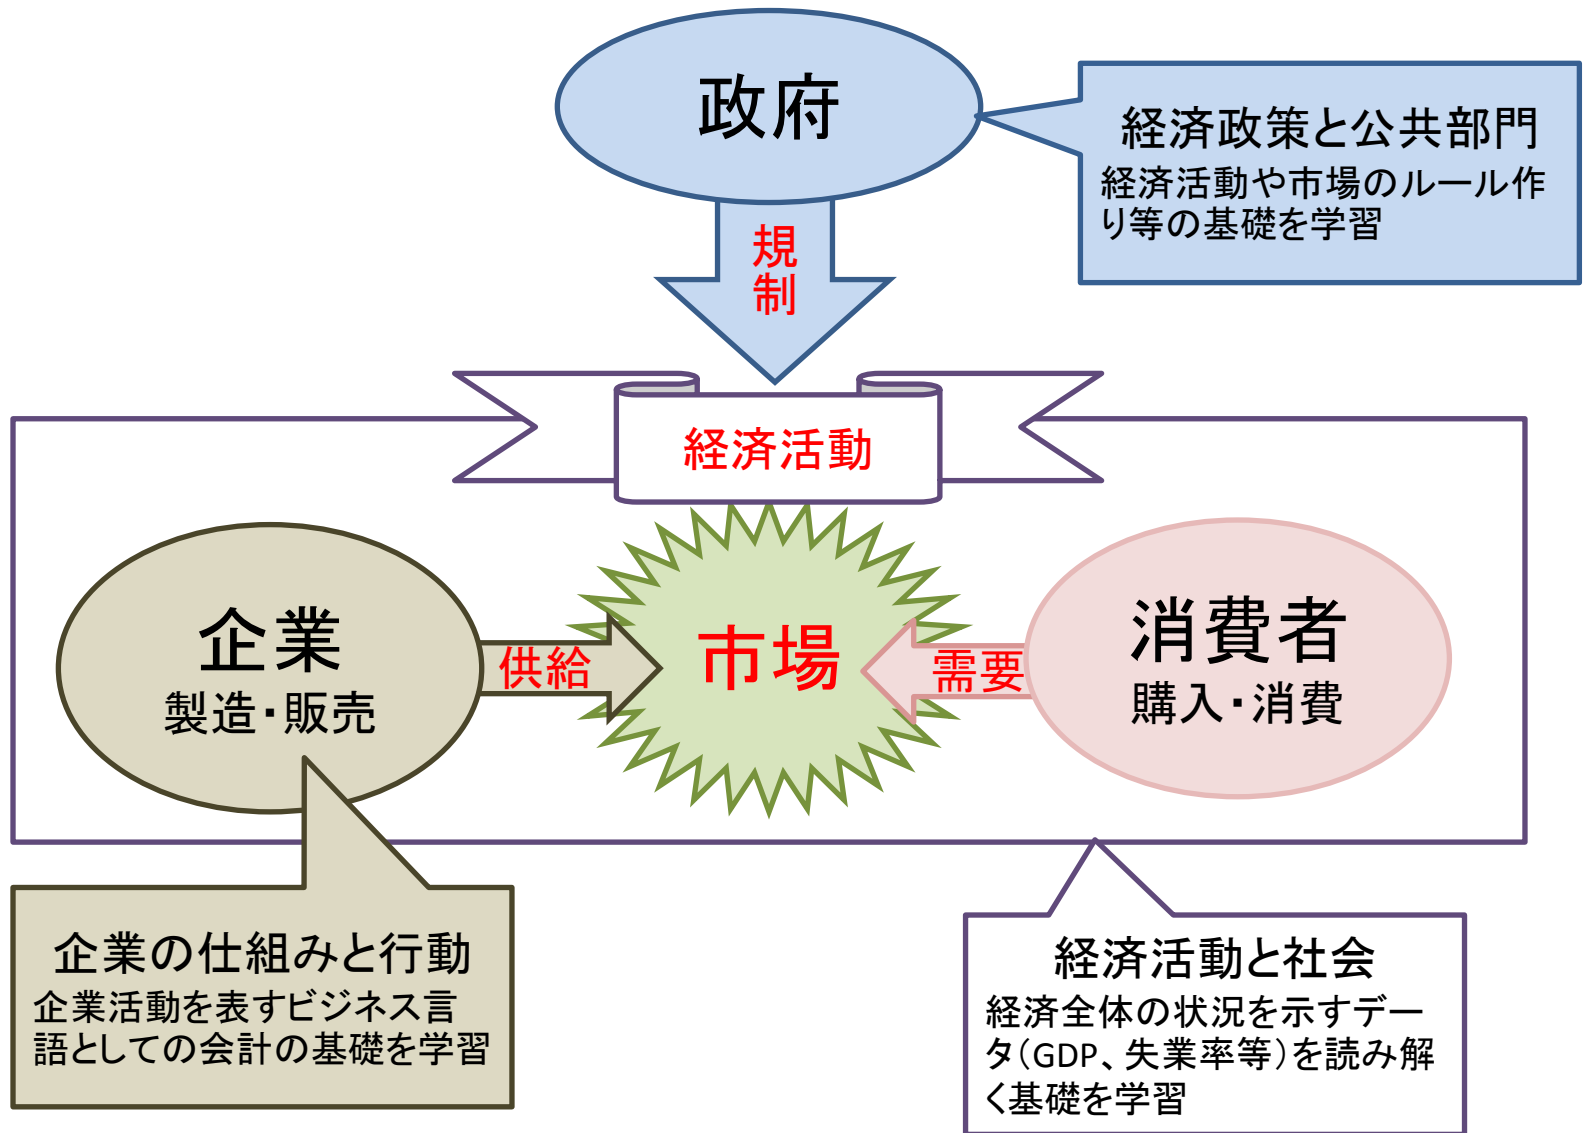 政府
経済政策と公共部門
経済活動や市場のルール作
り等の基礎を学習
規
制
経済活動
企業
製造・販売
供給
市場
需要
消費者
購入・消費
企業の仕組みと行動
企業活動を表すビジネス言
語としての会計の基礎を学習
経済活動と社会
経済全体の状況を示すデー
タ(GDP、失業率等)を読み解
く基礎を学習